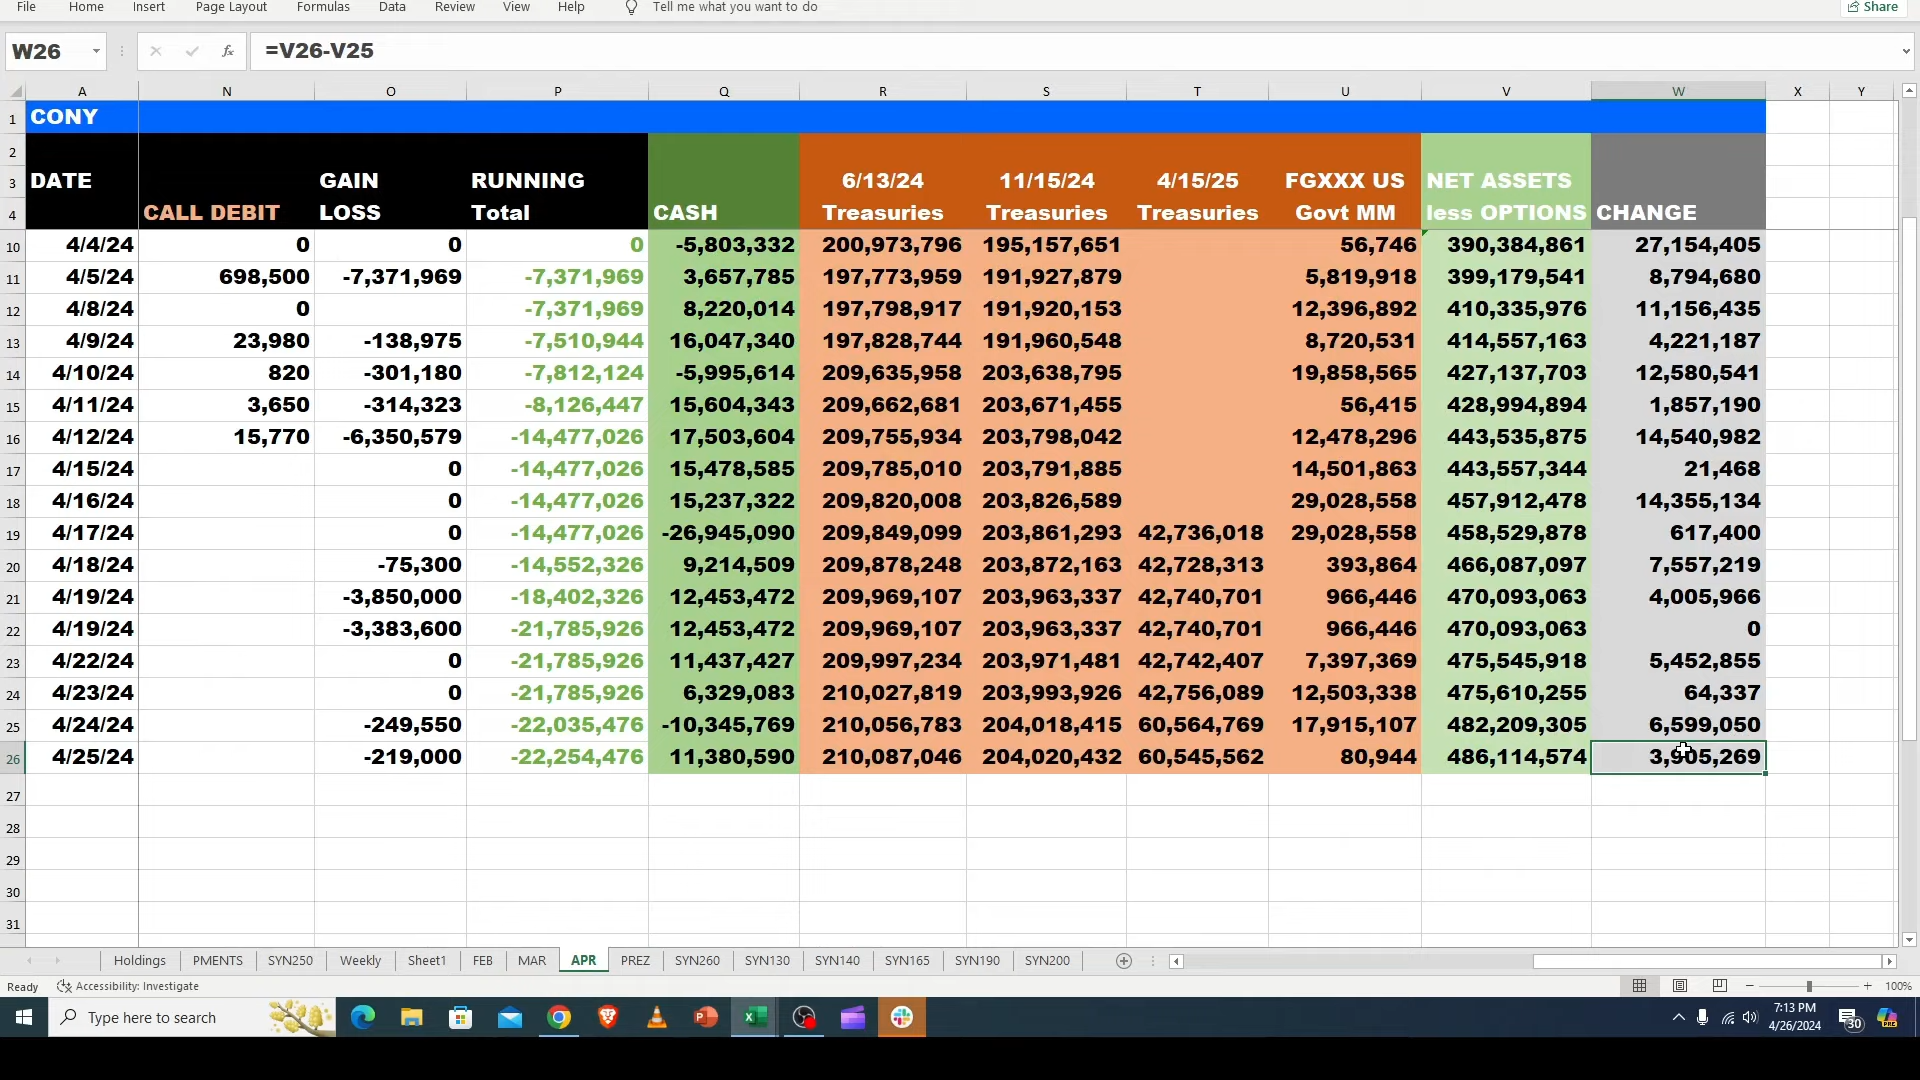 File Home Insert Page Layout Formulas Data Review View Help Tell me what you want to do Share
W26 fx =V26-V25
A N O P Q R S T U V W X Y
1 CONY
2
3 DATE GAIN RUNNING 6/13/24 11/15/24 4/15/25 FGXXX US NET ASSETS
4 CALL DEBIT LOSS Total CASH Treasuries Treasuries Treasuries Govt MM less OPTIONS CHANGE
10 4/4/24 0 0 0 -5,803,332 200,973,796 195,157,651 56,746 390,384,861 27,154,405
11 4/5/24 698,500 -7,371,969 -7,371,969 3,657,785 197,773,959 191,927,879 5,819,918 399,179,541 8,794,680
12 4/8/24 0 -7,371,969 8,220,014 197,798,917 191,920,153 12,396,892 410,335,976 11,156,435
13 4/9/24 23,980 -138,975 -7,510,944 16,047,340 197,828,744 191,960,548 8,720,531 414,557,163 4,221,187
14 4/10/24 820 -301,180 -7,812,124 -5,995,614 209,635,958 203,638,795 19,858,565 427,137,703 12,580,541
15 4/11/24 3,650 -314,323 -8,126,447 15,604,343 209,662,681 203,671,455 56,415 428,994,894 1,857,190
16 4/12/24 15,770 -6,350,579 -14,477,026 17,503,604 209,755,934 203,798,042 12,478,296 443,535,875 14,540,982
17 4/15/24 0 -14,477,026 15,478,585 209,785,010 203,791,885 14,501,863 443,557,344 21,468
18 4/16/24 0 -14,477,026 15,237,322 209,820,008 203,826,589 29,028,558 457,912,478 14,355,134
19 4/17/24 0 -14,477,026 -26,945,090 209,849,099 203,861,293 42,736,018 29,028,558 458,529,878 617,400
20 4/18/24 -75,300 -14,552,326 9,214,509 209,878,248 203,872,163 42,728,313 393,864 466,087,097 7,557,219
21 4/19/24 -3,850,000 -18,402,326 12,453,472 209,969,107 203,963,337 42,740,701 966,446 470,093,063 4,005,966
22 4/19/24 -3,383,600 -21,785,926 12,453,472 209,969,107 203,963,337 42,740,701 966,446 470,093,063 0
23 4/22/24 0 -21,785,926 11,437,427 209,997,234 203,971,481 42,742,407 7,397,369 475,545,918 5,452,855
24 4/23/24 0 -21,785,926 6,329,083 210,027,819 203,993,926 42,756,089 12,503,338 475,610,255 64,337
25 4/24/24 -249,550 -22,035,476 -10,345,769 210,056,783 204,018,415 60,564,769 17,915,107 482,209,305 6,599,050
26 4/25/24 -219,000 -22,254,476 11,380,590 210,087,046 204,020,432 60,545,562 80,944 486,114,574 3,905,269
27
28
29
30
31
Holdings PMENTS SYN250 Weekly Sheet1 FEB MAR APR PREZ SYN260 SYN130 SYN140 SYN165 SYN190 SYN200
Ready Accessibility: Investigate 100%
Type here to search 7:13 PM
4/26/2024 30